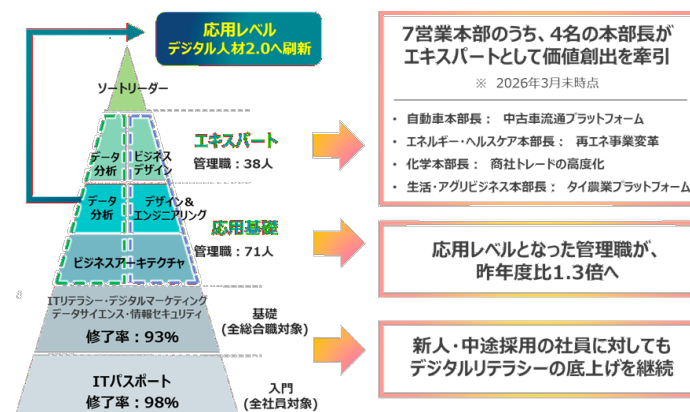 応用レベル
デジタル人材2.0へ刷新
ソートリーダー
データ
分析
ビジネス
デザイン
エキスパート
管理職:38人
データ
分析
デザイン&
エンジニアリング
応用基礎
管理職:71人
ビジネスアーキテクチャ
ITリテラシー・デジタルマーケティング
データサイエンス・情報セキュリティ
修了率:93%
基礎
(全総合職対象)
ITパスポート
修了率:98%
入門
(全社員対象)
7営業本部のうち、4名の本部長が
エキスパートとして価値創出を牽引
※ 2026年3月末時点
・ 自動車本部長: 中古車流通プラットフォーム
・ エネルギー・ヘルスケア本部長: 再エネ事業変革
・ 化学本部長: 商社トレードの高度化
・ 生活・アグリビジネス本部長: タイ農業プラットフォーム
応用レベルとなった管理職が、
昨年度比1.3倍へ
新人・中途採用の社員に対しても
デジタルリテラシーの底上げを継続